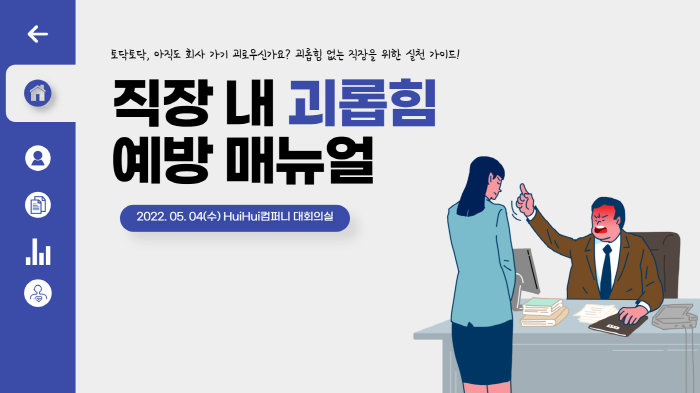 토닥토닥, 아직도 회사 가기 괴로우신가요? 괴롭힘 없는 직장을 위한 실천 가이드!
직장 내 괴롭힘
예방 매뉴얼
2022. 05. 04(수) HuiHui컴퍼니 대회의실